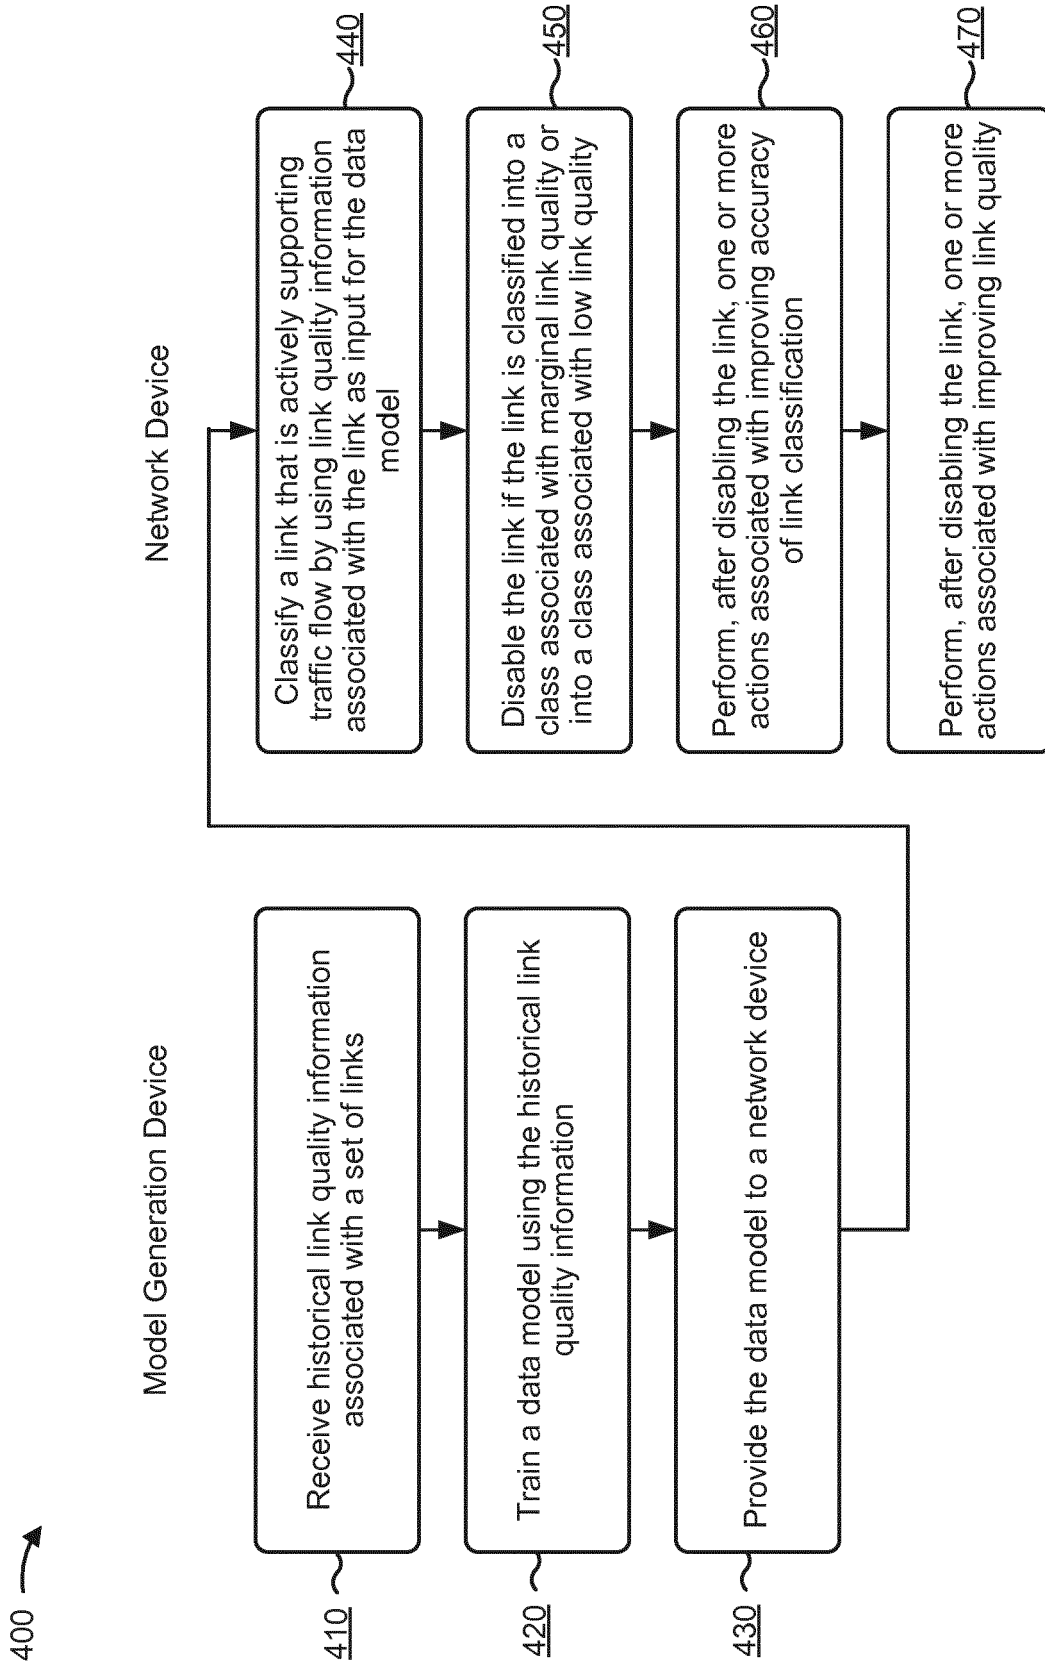 400
Model Generation Device
410
Receive historical link quality information
associated with a set of links
420
Train a data model using the historical link
quality information
430
Provide the data model to a network device
Network Device
Classify a link that is actively supporting
traffic flow by using link quality information
associated with the link as input for the data
model
440
Disable the link if the link is classified into a
class associated with marginal link quality or
into a class associated with low link quality
450
Perform, after disabling the link, one or more
actions associated with improving accuracy
of link classification
460
Perform, after disabling the link, one or more
actions associated with improving link quality
470